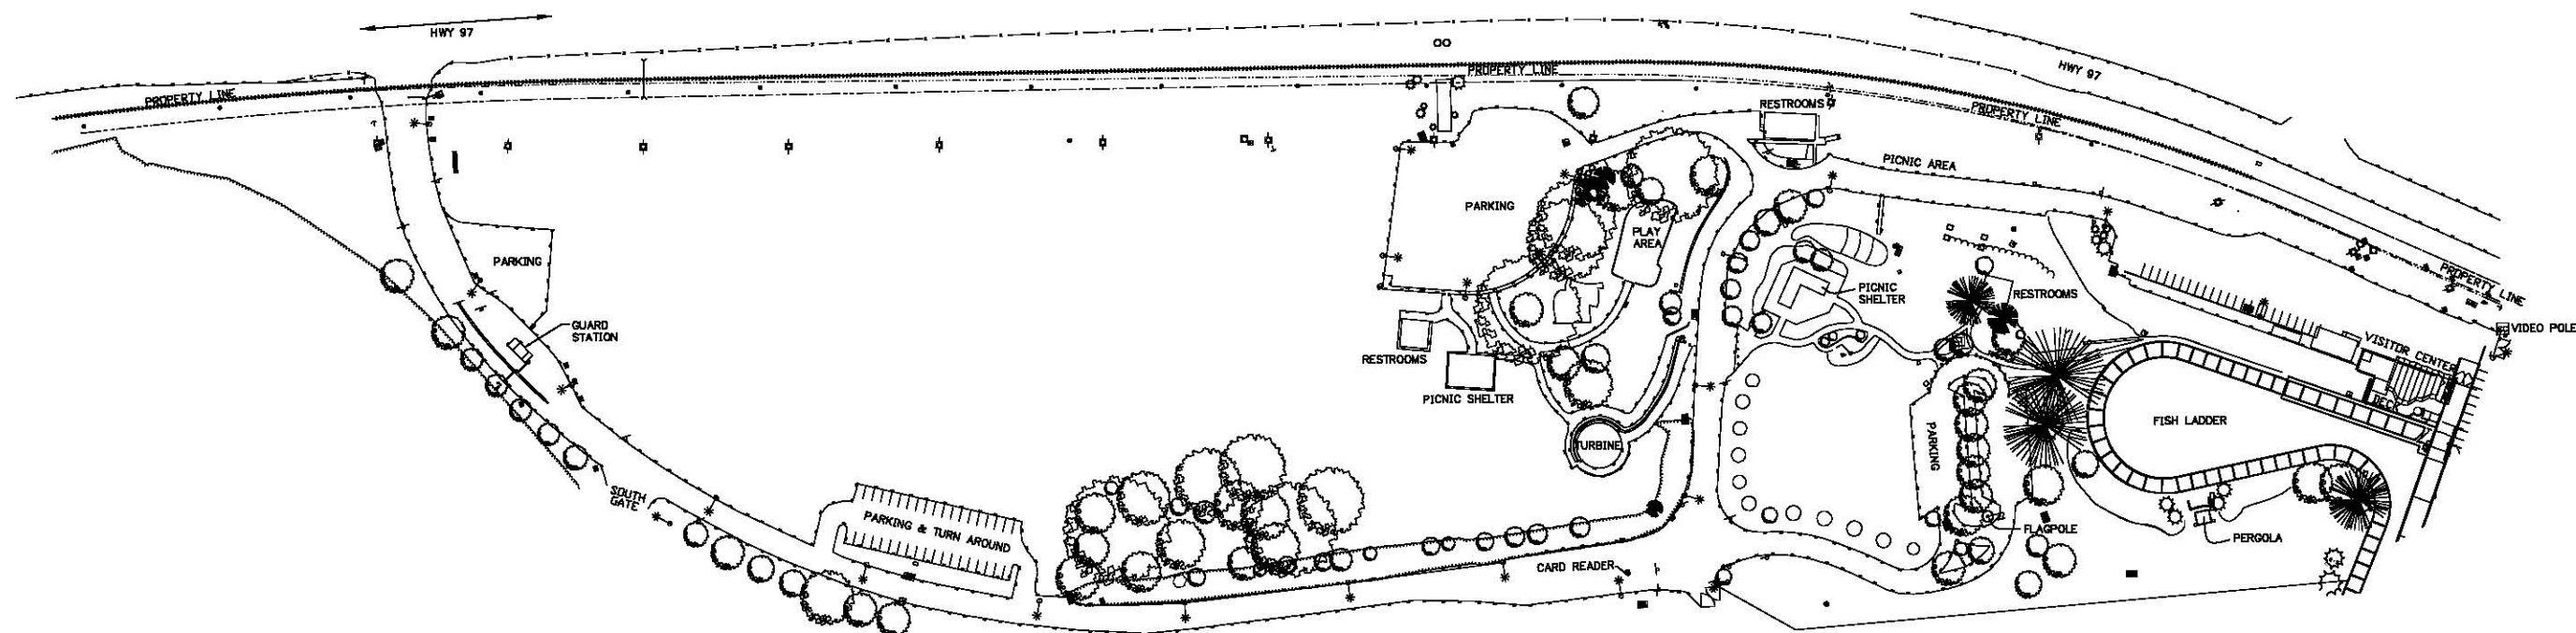 HWY 97
HWY 97
PROPERTY LINE
PROPERTY LINE
PROPERTY LINE
PROPERTY LINE
RESTROOMS
PICNIC AREA
PARKING
PLAY
AREA
PARKING
PICNIC
SHELTER
RESTROOMS
GUARD
STATION
VIDEO POLE
VISITOR CENTER
RESTROOMS
PICNIC SHELTER
DECK
FISH LADDER
PARKING
TURBINE
SOUTH
GATE
PARKING & TURN AROUND
FLAGPOLE
PERGOLA
CARD READER